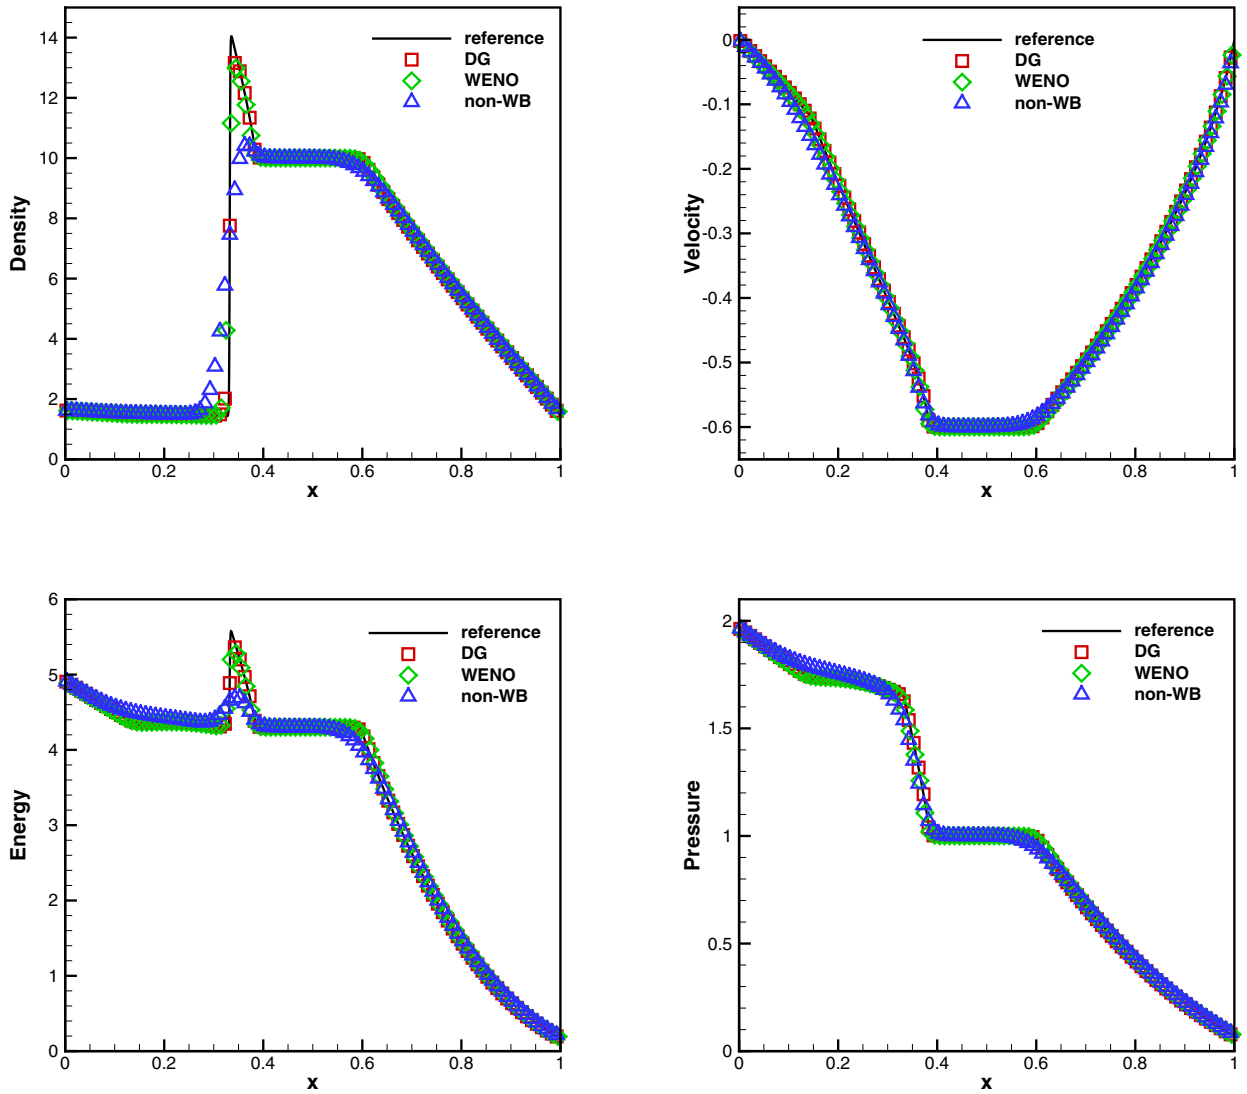 reference
DG
WENO
non-WB
14
12
10
8
6
4
2
0
Density
0
0.2
0.4
0.6
0.8
1
x
reference
DG
WENO
non-WB
0
-0.1
-0.2
-0.3
-0.4
-0.5
-0.6
Velocity
0
0.2
0.4
0.6
0.8
1
x
reference
DG
WENO
non-WB
6
5
4
3
2
1
0
Energy
0
0.2
0.4
0.6
0.8
1
x
reference
DG
WENO
non-WB
2
1.5
1
0.5
0
Pressure
0
0.2
0.4
0.6
0.8
1
x